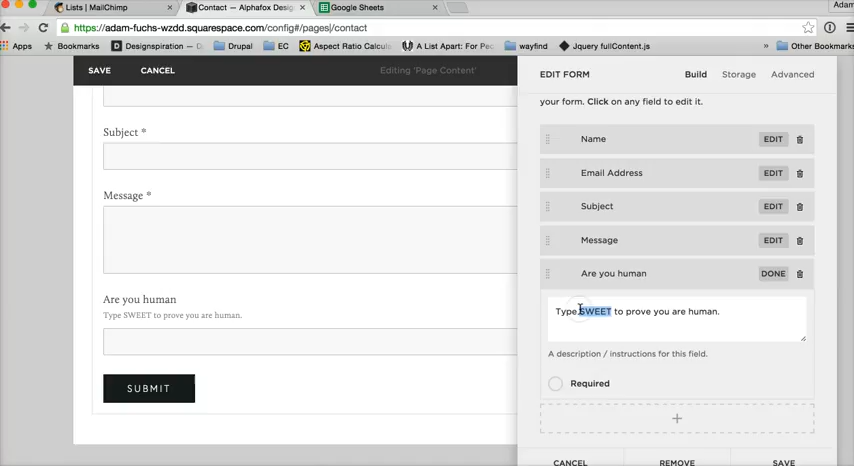 Lists | MailChimp
Contact — Alphafox Desig
Google Sheets
Adam
https://adam-fuchs-wzdd.squarespace.com/config#/pages|/contact
Apps
Bookmarks
Designspiration — D
Drupal
EC
Aspect Ratio Calcula
A List Apart: For Peo
wayfind
Jquery fullContent.js
»
Other Bookmarks
SAVE
CANCEL
Editing 'Page Content'
EDIT FORM
Build
Storage
Advanced
your form. Click on any field to edit it.
Subject *
Message *
Are you human
Type SWEET to prove you are human.
SUBMIT
Name
EDIT
Email Address
EDIT
Subject
EDIT
Message
EDIT
Are you human
DONE
Type SWEET to prove you are human.
A description / instructions for this field.
Required
+
CANCEL
REMOVE
SAVE